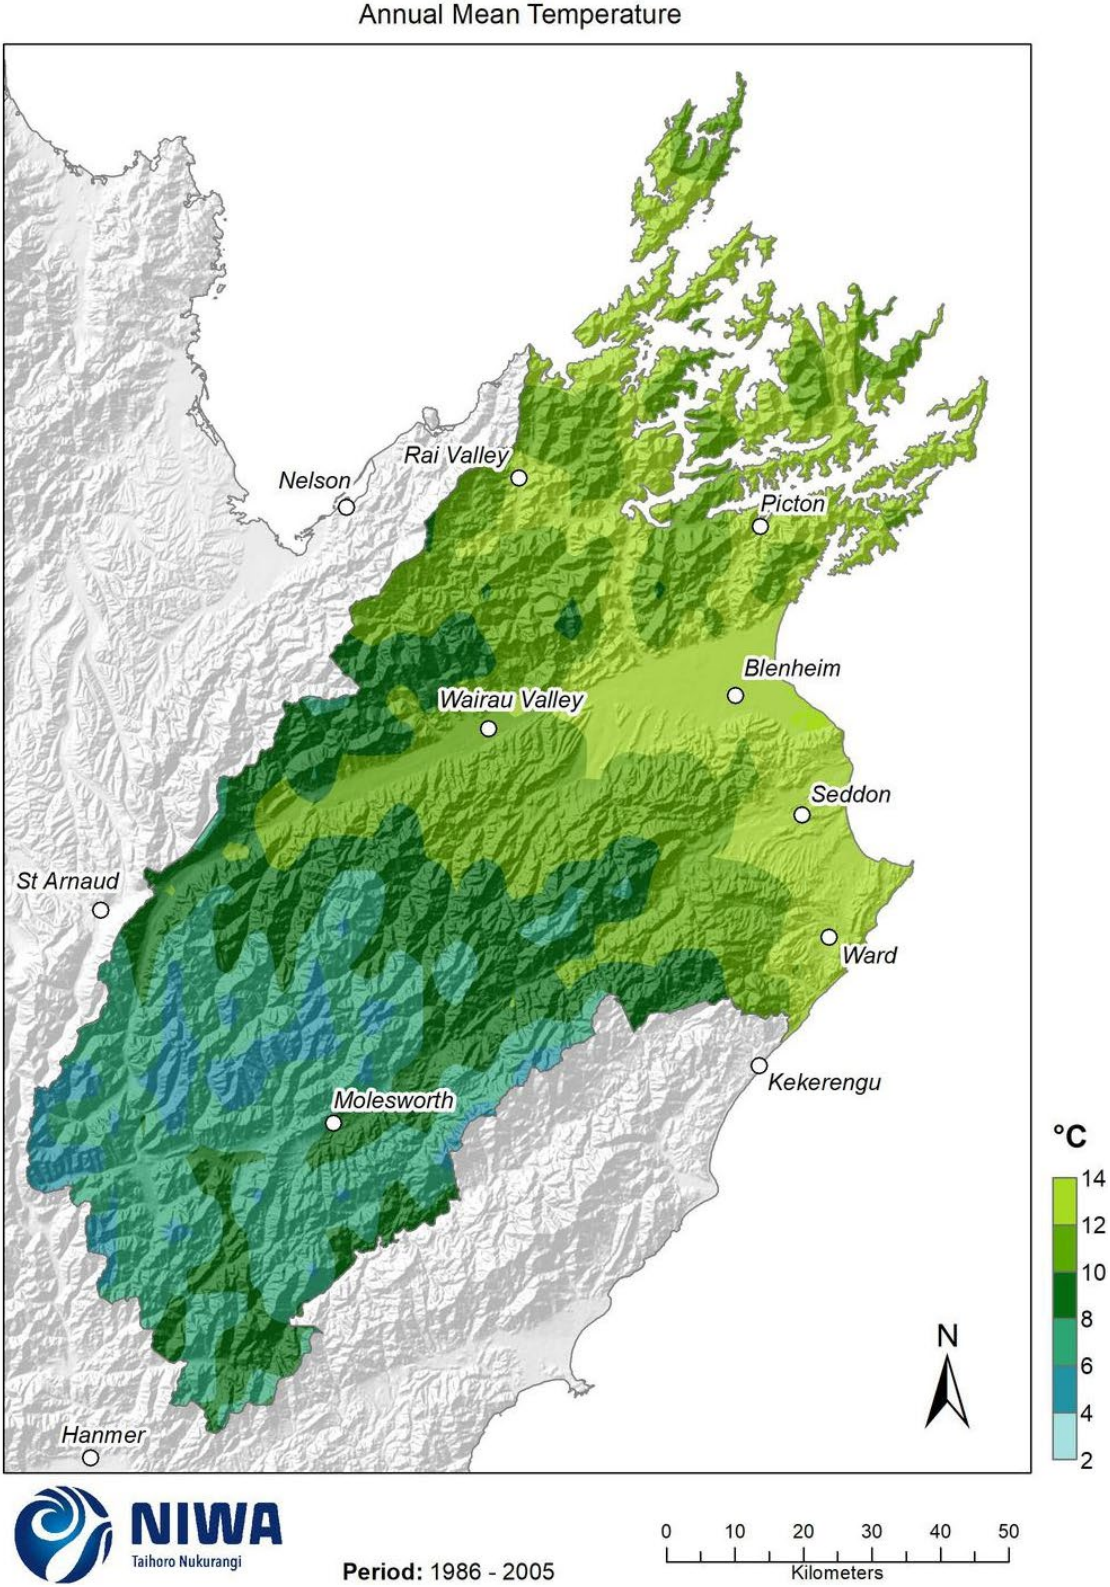 Annual Mean Temperature
Rai Valley
Nelson
Picton
Blenheim
Wairau Valley
Seddon
St Arnaud
Ward
Kekerengu
Molesworth
°C
14
12
10
8
6
4
2
N
Hanmer
NIWA
Taihoro Nukurangi
Period: 1986 - 2005
0 10 20 30 40 50
Kilometers